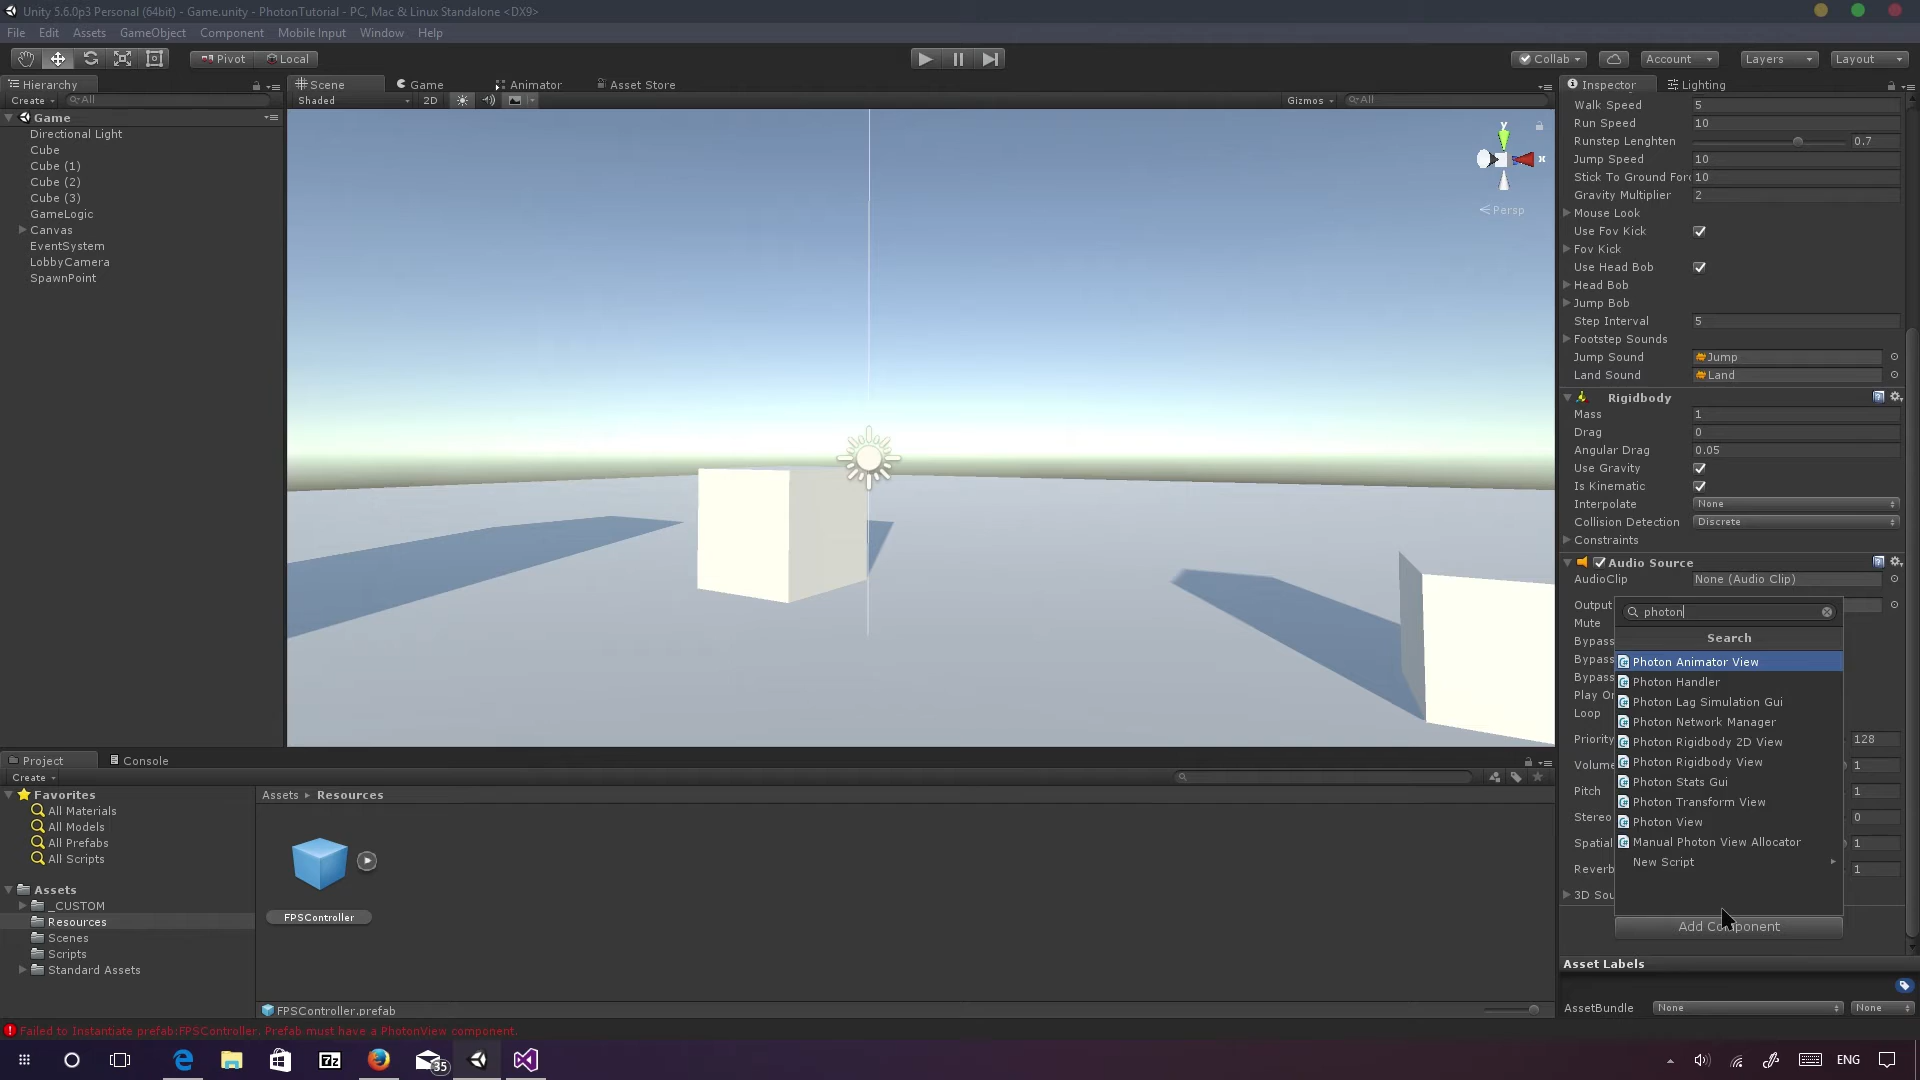 Unity 5.6.0p3 Personal (64bit) - Game.unity - PhotonTutorial - PC, Mac & Linux Standalone <DX9>
File Edit Assets GameObject Component Mobile Input Window Help
Pivot Local Collab Account Layers Layout
Hierarchy
Create All
Game
Directional Light
Cube
Cube (1)
Cube (2)
Cube (3)
GameLogic
Canvas
EventSystem
LobbyCamera
SpawnPoint
Scene Game Animator Asset Store
Shaded 2D Gizmos All
y
x
Persp
Inspector Lighting
Walk Speed 5
Run Speed 10
Runstep Lenghten 0.7
Jump Speed 10
Stick To Ground Forc 10
Gravity Multiplier 2
Mouse Look
Use Fov Kick
Fov Kick
Use Head Bob
Head Bob
Jump Bob
Step Interval 5
Footstep Sounds
Jump Sound Jump
Land Sound Land
Rigidbody
Mass 1
Drag 0
Angular Drag 0.05
Use Gravity
Is Kinematic
Interpolate None
Collision Detection Discrete
Constraints
Audio Source
AudioClip None (Audio Clip)
Output
Mute
Bypass
Bypass
Bypass
Play On
Loop
Priority 128
Volume 1
Pitch 1
Stereo 0
Spatial 1
Reverb 1
3D Sou
photon
Search
Photon Animator View
Photon Handler
Photon Lag Simulation Gui
Photon Network Manager
Photon Rigidbody 2D View
Photon Rigidbody View
Photon Stats Gui
Photon Transform View
Photon View
Manual Photon View Allocator
New Script
Add Component
Asset Labels
AssetBundle None None
Project Console
Create
Favorites
All Materials
All Models
All Prefabs
All Scripts
Assets
_CUSTOM
Resources
Scenes
Scripts
Standard Assets
Assets Resources
FPSController
FPSController.prefab
Failed to Instantiate prefab:FPSController. Prefab must have a PhotonView component.
7z 35 ENG